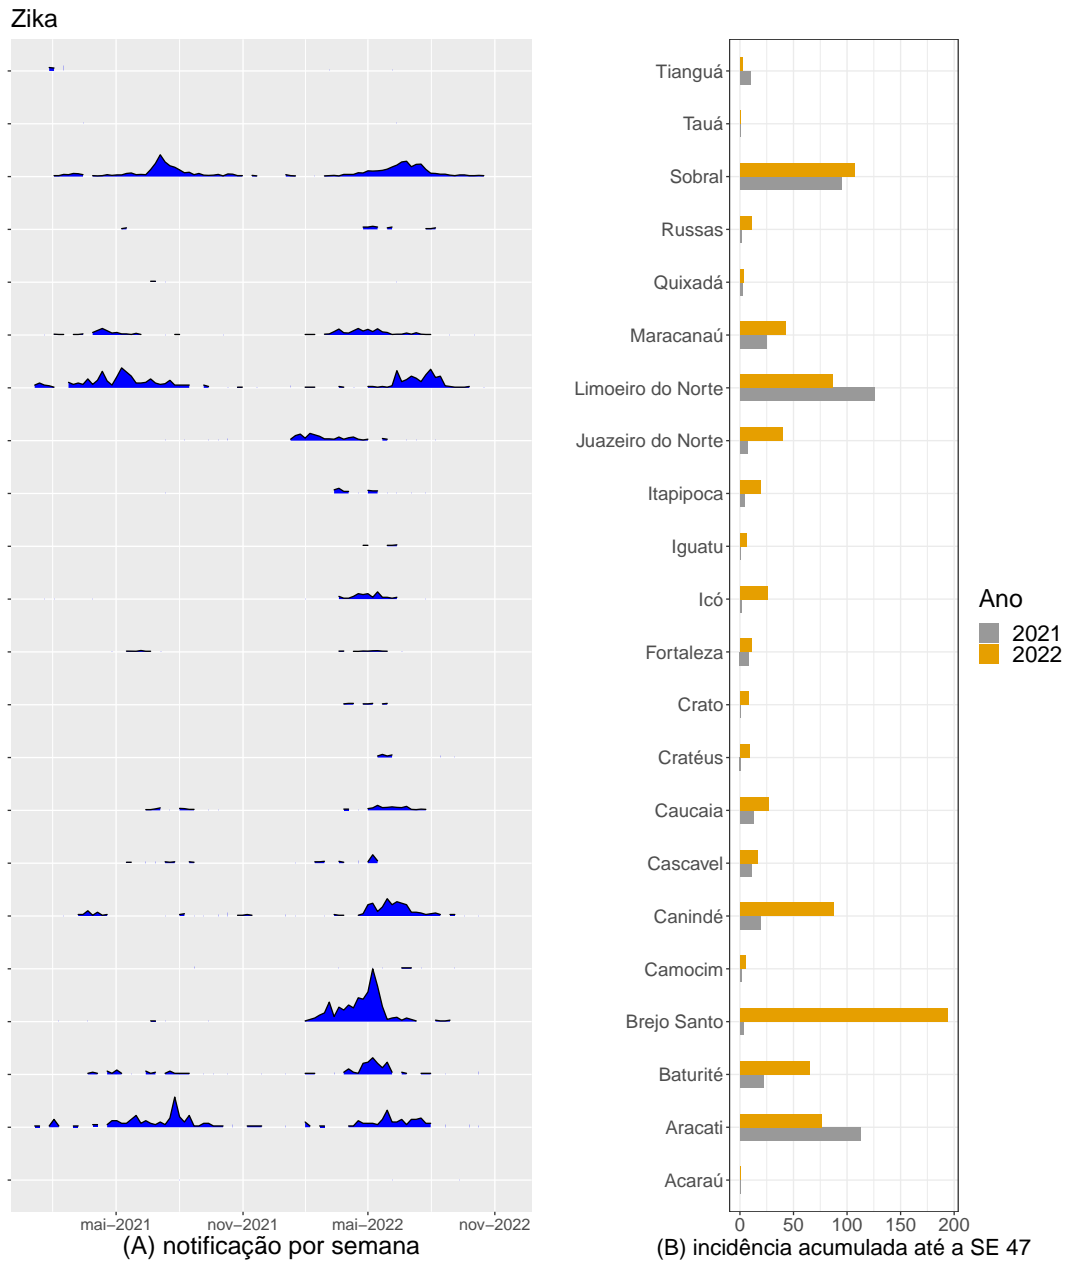 Zika
Tianguá
Tauá
Sobral
Russas
Quixadá
Maracanaú
Limoeiro do Norte
Juazeiro do Norte
Itapipoca
Iguatu
Icó
Fortaleza
Crato
Cratéus
Caucaia
Cascavel
Canindé
Camocim
Brejo Santo
Baturité
Aracati
Acaraú
Ano
2021
2022
mai−2021 nov−2021 mai−2022 nov−2022
(A) notificação por semana
0 50 100 150 200
(B) incidência acumulada até a SE 47